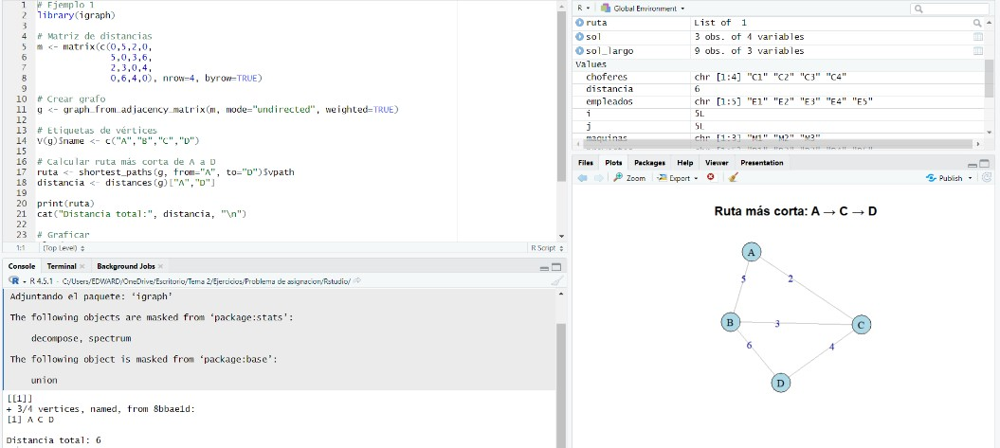 1 # Ejemplo 1
2 library(igraph)
3
4 # Matriz de distancias
5 m <- matrix(c(0,5,2,0,
6 5,0,3,6,
7 2,3,0,4,
8 0,6,4,0), nrow=4, byrow=TRUE)
9
10 # Crear grafo
11 g <- graph_from_adjacency_matrix(m, mode="undirected", weighted=TRUE)
12
13 # Etiquetas de vértices
14 V(g)$name <- c("A","B","C","D")
15
16 # Calcular ruta más corta de A a D
17 ruta <- shortest_paths(g, from="A", to="D")$vpath
18 distancia <- distances(g)["A","D"]
19
20 print(ruta)
21 cat("Distancia total:", distancia, "\n")
22
23 # Graficar
1:1 (Top Level) R Script
Console Terminal Background Jobs
R 4.5.1 · C:/Users/EDWARD/OneDrive/Escritorio/Tema 2/Ejercicios/Problema de asignacion/Rstudio/
Adjuntando el paquete: ‘igraph’
The following objects are masked from ‘package:stats’:
decompose, spectrum
The following object is masked from ‘package:base’:
union
[[1]]
+ 3/4 vertices, named, from 8bbae1d:
[1] A C D
Distancia total: 6
R Global Environment
ruta List of 1
sol 3 obs. of 4 variables
sol_largo 9 obs. of 3 variables
Values
choferes chr [1:4] "C1" "C2" "C3" "C4"
distancia 6
empleados chr [1:5] "E1" "E2" "E3" "E4" "E5"
i 5L
j 5L
maquinas chr [1:3] "M1" "M2" "M3"
Files Plots Packages Help Viewer Presentation
Zoom Export Publish
Ruta más corta: A → C → D
A
5 2
B 3 C
6 4
D